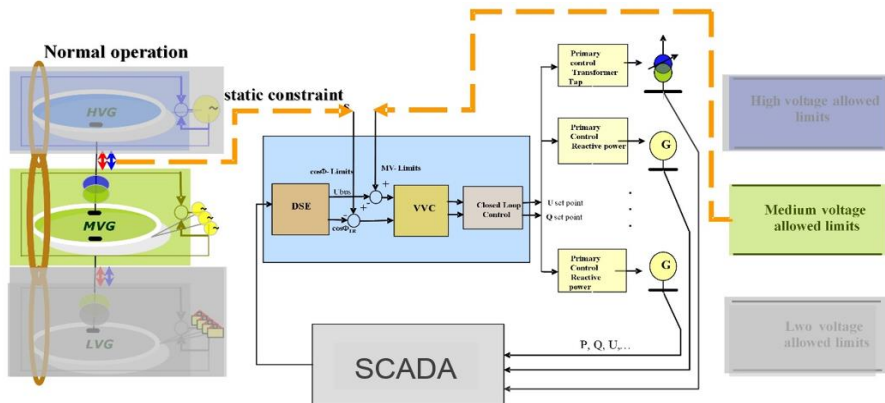 Normal operation
HVG
~
static constraint
MVG
LVG
cosΦ- Limits
MV- Limits
DSE
U bus
+
-
+
-
cosΦTR
VVC
Closed Loop
Control
U set point
Q set point
Primary
control
Transformer
Tap
Primary
Control
Reactive power
G
Primary
Control
Reactive
power
G
P, Q, U,...
SCADA
High voltage allowed
limits
Medium voltage
allowed limits
Lwo voltage
allowed limits